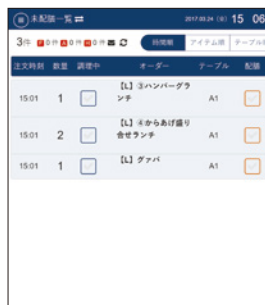 未配膳一覧 2017.03.24 (金) 15 06
3件 0件 0件 0件 時間順 アイテム順 テーブル順
注文時刻 数量 調理中 オーダー テーブル 配膳
15:01 1 【L】③ハンバーグラ
ンチ A1
15:01 2 【L】④からあげ盛り
合せランチ A1
15:01 1 【L】グァバ A1